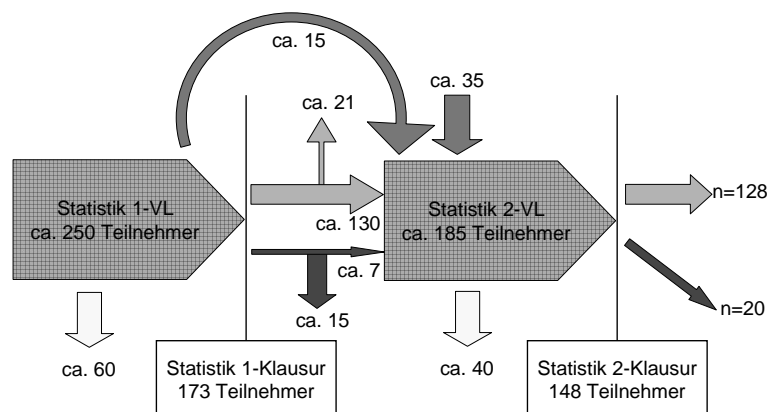 ca. 15
ca. 35
ca. 21
Statistik 1-VL
ca. 250 Teilnehmer
ca. 130
Statistik 2-VL
ca. 185 Teilnehmer
n=128
ca. 7
ca. 15
n=20
ca. 60
Statistik 1-Klausur
173 Teilnehmer
ca. 40
Statistik 2-Klausur
148 Teilnehmer